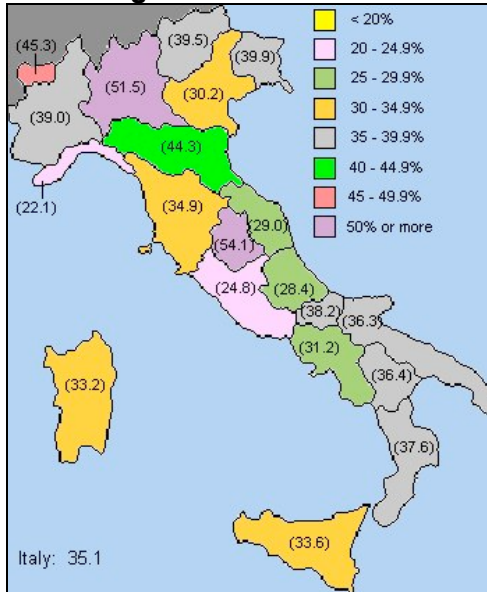 < 20%
20 - 24.9%
25 - 29.9%
30 - 34.9%
35 - 39.9%
40 - 44.9%
45 - 49.9%
50% or more
(45.3)
(39.5)
(39.9)
(51.5)
(30.2)
(39.0)
(44.3)
(22.1)
(34.9)
(29.0)
(54.1)
(24.8)
(28.4)
(38.2)
(36.3)
(31.2)
(36.4)
(33.2)
(37.6)
(33.6)
Italy: 35.1